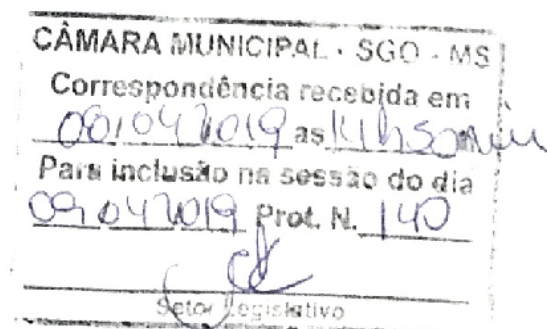 CÂMARA MUNICIPAL - SGO - MS
Correspondência recebida em
08/04/2019 as 14h50min
Para inclusão na sessão do dia
09/04/2019 Prot. N. 140
Setor Legislativo